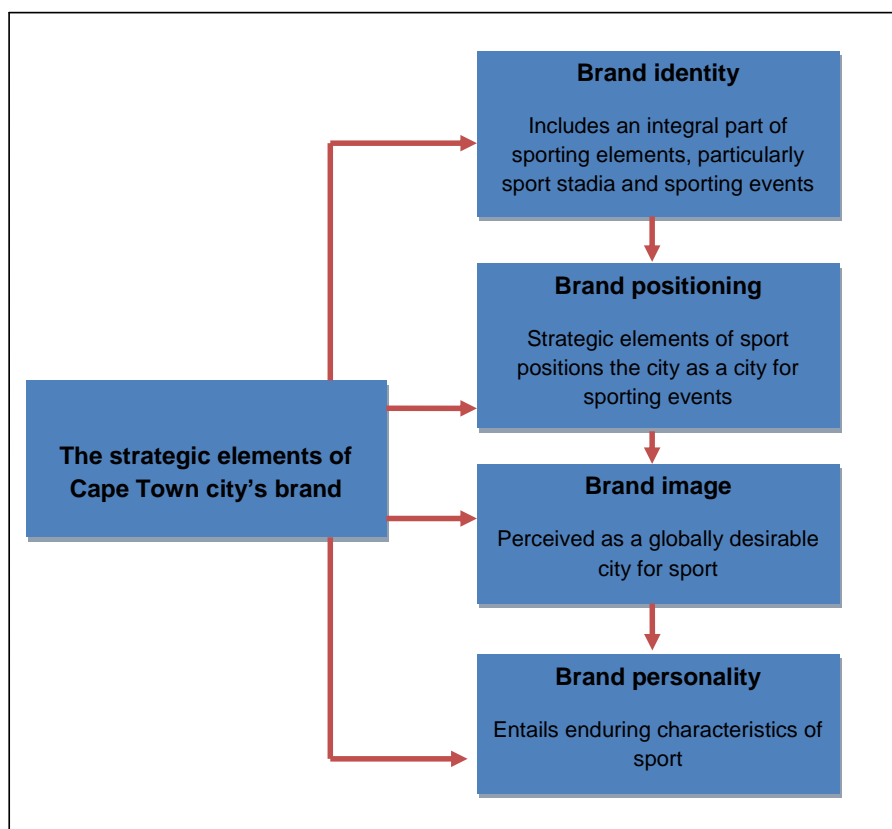 Brand identity
Includes an integral part of
sporting elements, particularly
sport stadia and sporting events
Brand positioning
Strategic elements of sport
positions the city as a city for
sporting events
The strategic elements of
Cape Town city’s brand
Brand image
Perceived as a globally desirable
city for sport
Brand personality
Entails enduring characteristics of
sport